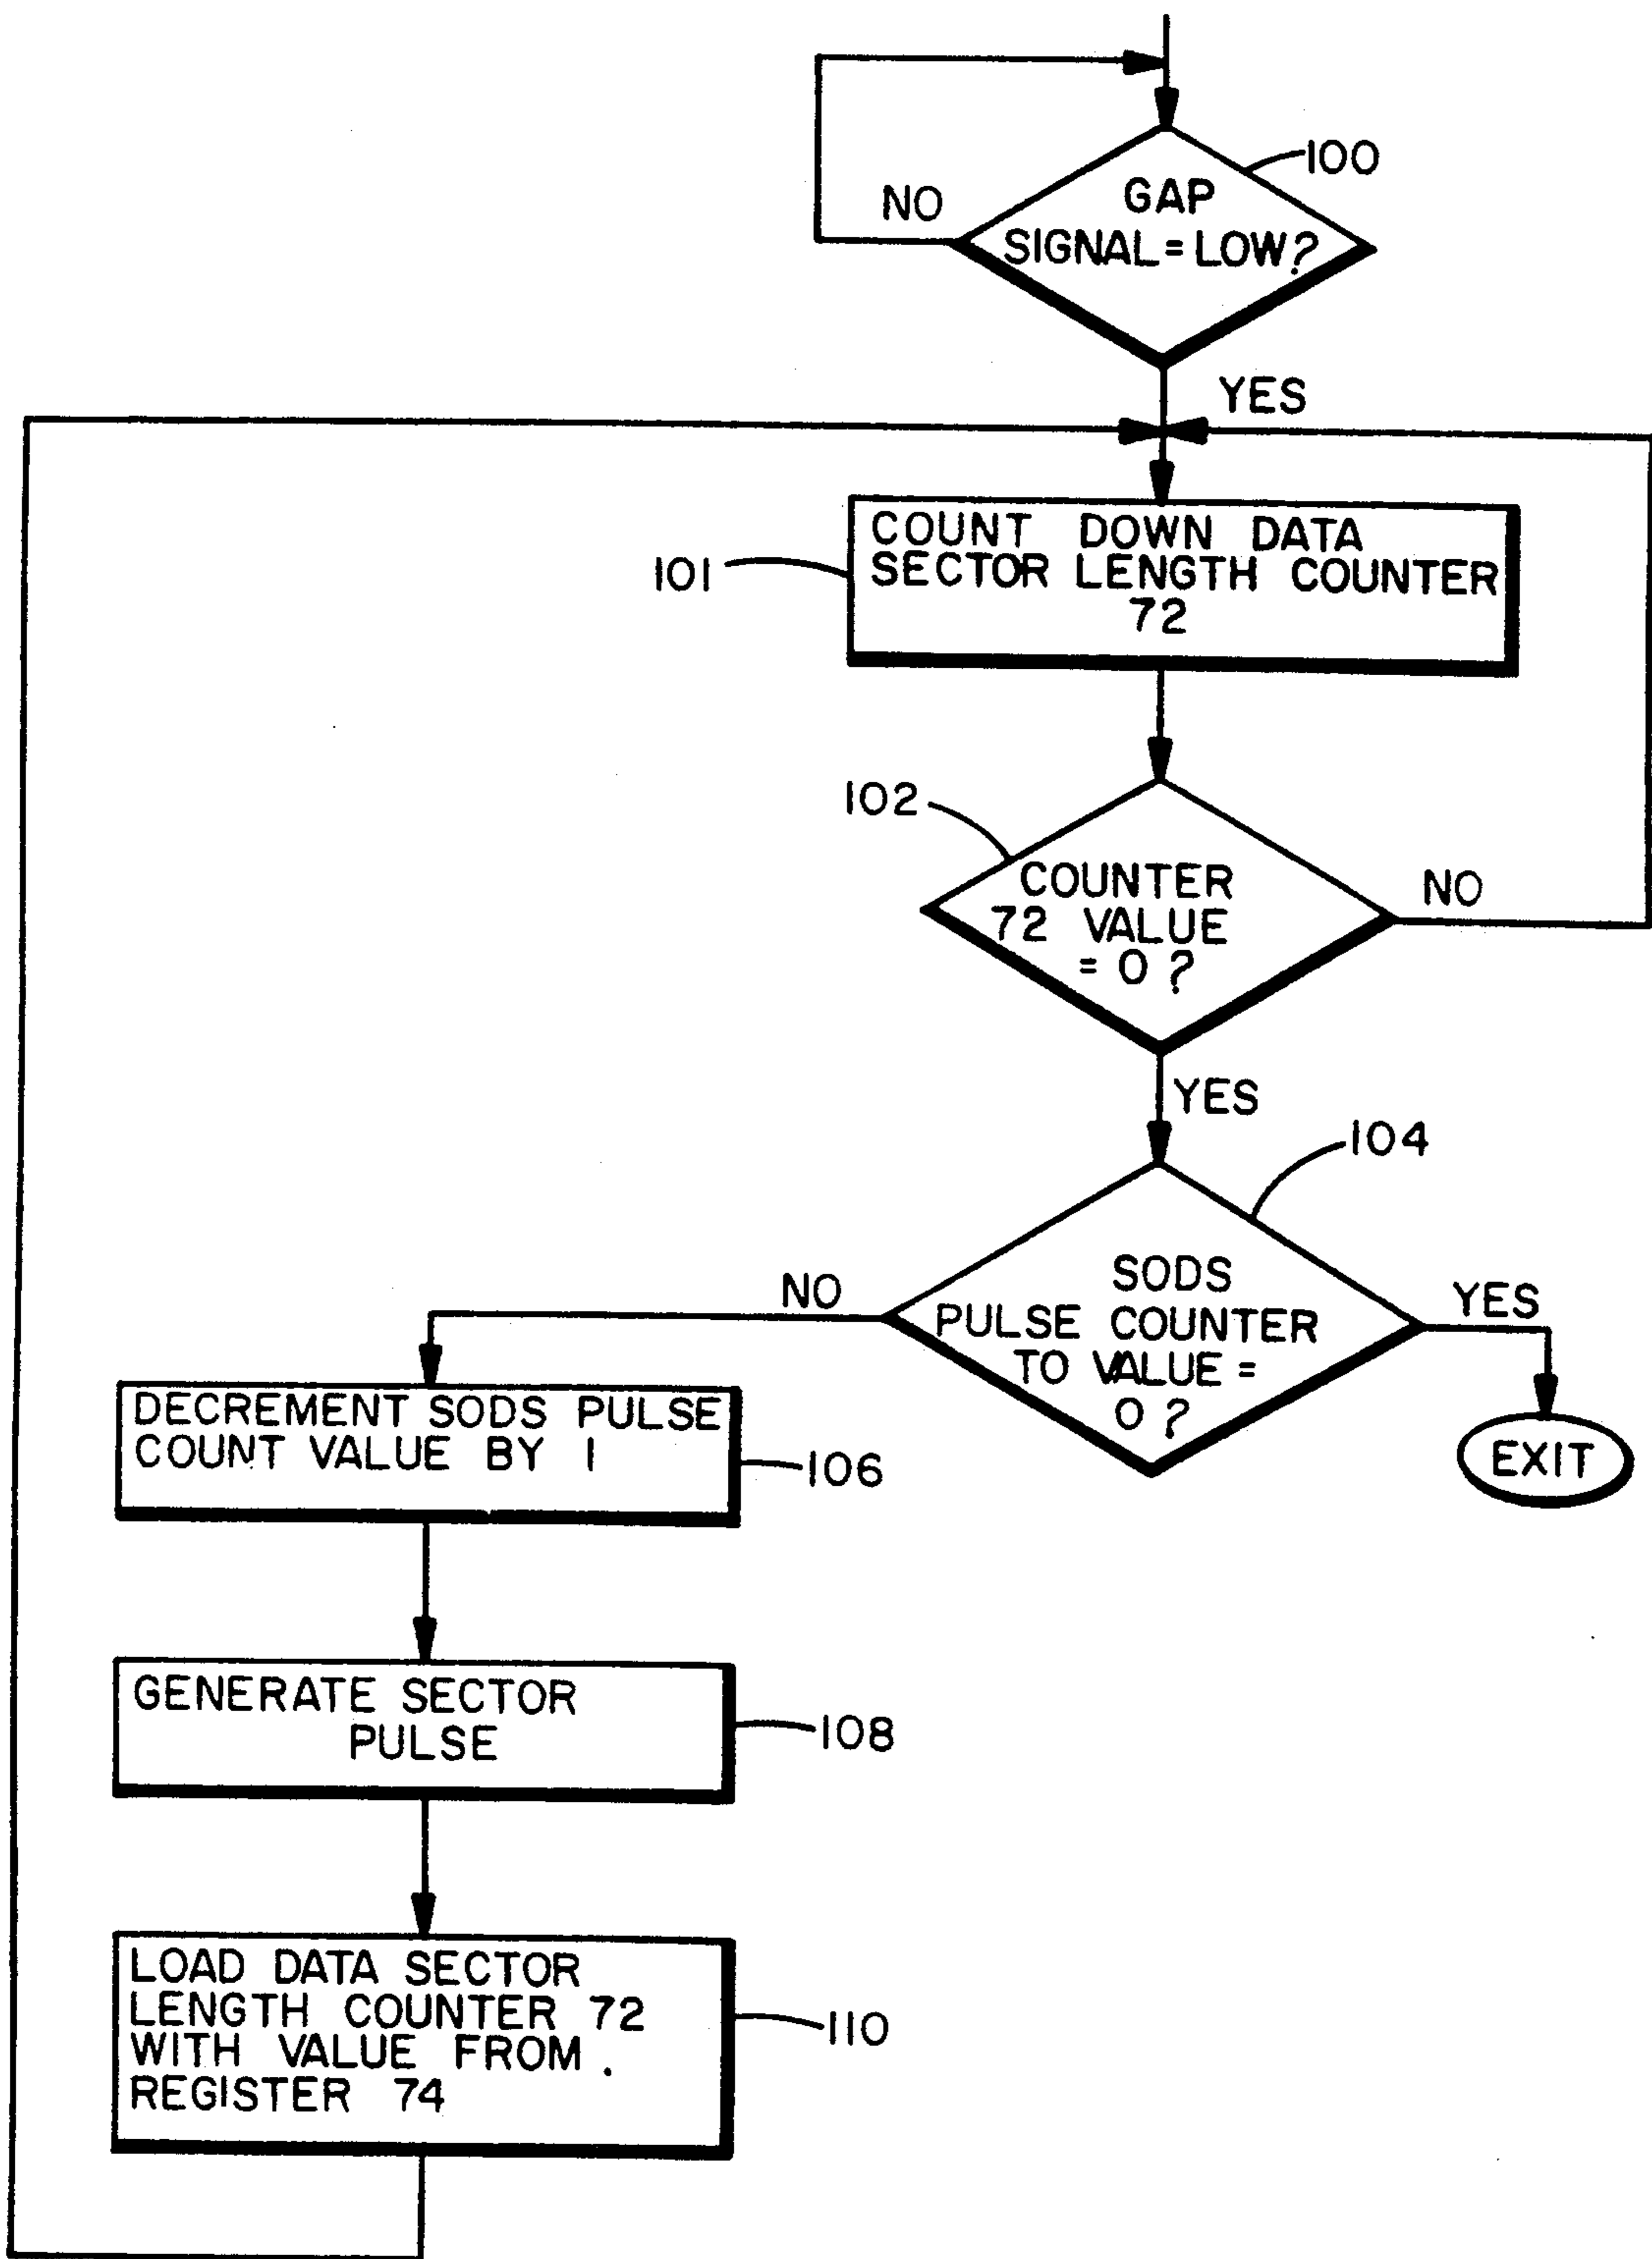 100
GAP
SIGNAL = LOW?
NO
YES
COUNT DOWN DATA
SECTOR LENGTH COUNTER
72
101
102
COUNTER
72 VALUE
= 0 ?
NO
YES
104
SODS
PULSE COUNTER
TO VALUE =
0 ?
NO
YES
EXIT
DECREMENT SODS PULSE
COUNT VALUE BY 1
106
GENERATE SECTOR
PULSE
108
LOAD DATA SECTOR
LENGTH COUNTER 72
WITH VALUE FROM
REGISTER 74
110